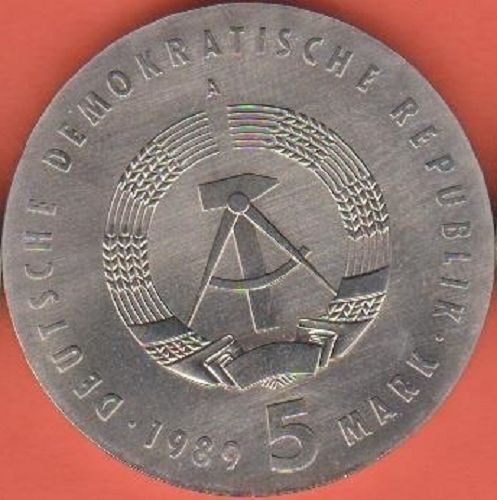 DEUTSCHE DEMOKRATISCHE REPUBLIK · 5 MARK · 1989 ·
A